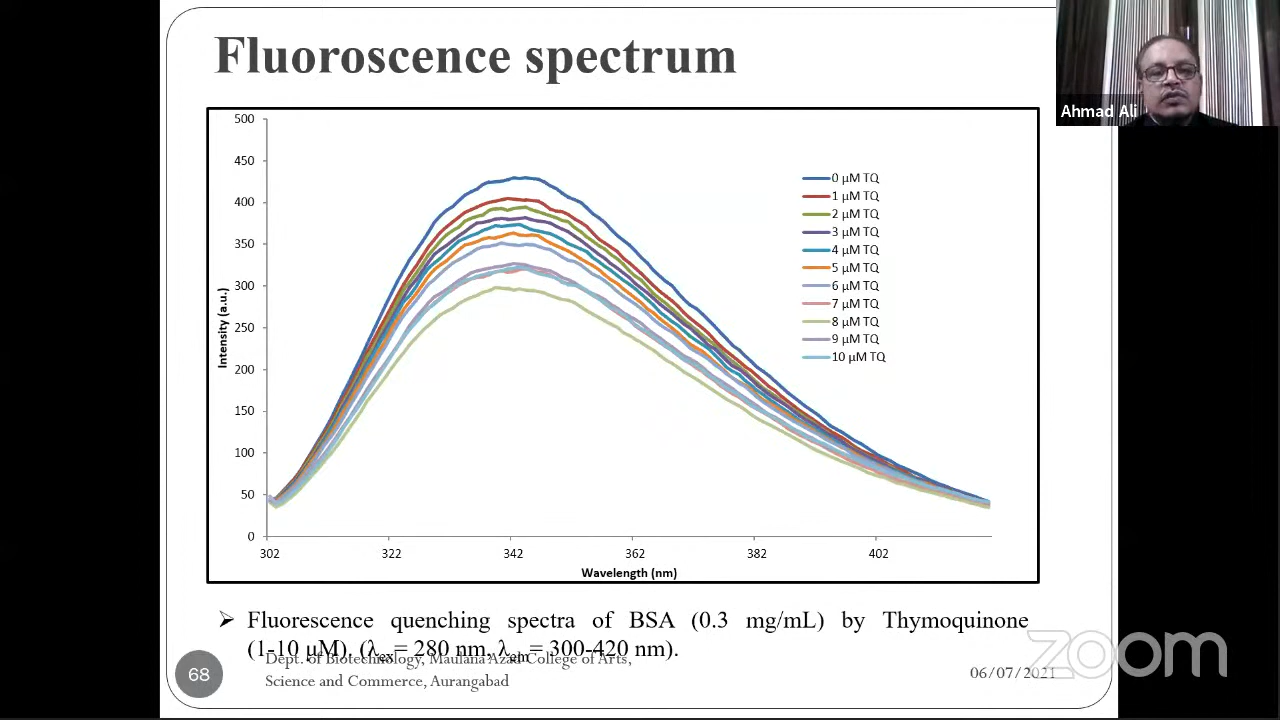 Fluoroscence spectrum
Ahmad Ali
500
450
400
350
300
250
200
150
100
50
0
Intensity (a.u.)
302 322 342 362 382 402
Wavelength (nm)
0 µM TQ
1 µM TQ
2 µM TQ
3 µM TQ
4 µM TQ
5 µM TQ
6 µM TQ
7 µM TQ
8 µM TQ
9 µM TQ
10 µM TQ
➢ Fluorescence quenching spectra of BSA (0.3 mg/mL) by Thymoquinone
(1-10 µM), (λex= 280 nm, λem= 300-420 nm).
Dept. of Biotechnology, Maulana Azad College of Arts,
Science and Commerce, Aurangabad
68
06/07/2021
zoom